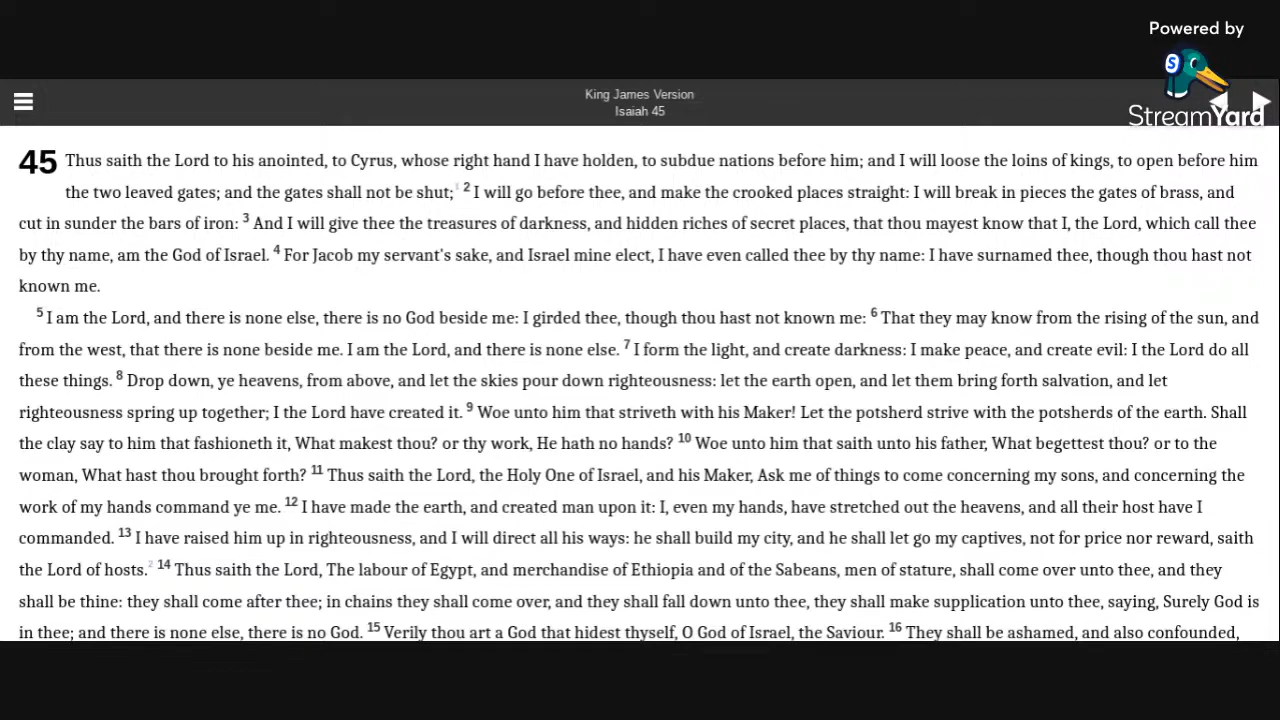 Powered by
StreamYard
King James Version
Isaiah 45
45 Thus saith the Lord to his anointed, to Cyrus, whose right hand I have holden, to subdue nations before him; and I will loose the loins of kings, to open before him
the two leaved gates; and the gates shall not be shut;1 2 I will go before thee, and make the crooked places straight: I will break in pieces the gates of brass, and
cut in sunder the bars of iron: 3 And I will give thee the treasures of darkness, and hidden riches of secret places, that thou mayest know that I, the Lord, which call thee
by thy name, am the God of Israel. 4 For Jacob my servant's sake, and Israel mine elect, I have even called thee by thy name: I have surnamed thee, though thou hast not
known me.
5 I am the Lord, and there is none else, there is no God beside me: I girded thee, though thou hast not known me: 6 That they may know from the rising of the sun, and
from the west, that there is none beside me. I am the Lord, and there is none else. 7 I form the light, and create darkness: I make peace, and create evil: I the Lord do all
these things. 8 Drop down, ye heavens, from above, and let the skies pour down righteousness: let the earth open, and let them bring forth salvation, and let
righteousness spring up together; I the Lord have created it. 9 Woe unto him that striveth with his Maker! Let the potsherd strive with the potsherds of the earth. Shall
the clay say to him that fashioneth it, What makest thou? or thy work, He hath no hands? 10 Woe unto him that saith unto his father, What begettest thou? or to the
woman, What hast thou brought forth? 11 Thus saith the Lord, the Holy One of Israel, and his Maker, Ask me of things to come concerning my sons, and concerning the
work of my hands command ye me. 12 I have made the earth, and created man upon it: I, even my hands, have stretched out the heavens, and all their host have I
commanded. 13 I have raised him up in righteousness, and I will direct all his ways: he shall build my city, and he shall let go my captives, not for price nor reward, saith
the Lord of hosts.2 14 Thus saith the Lord, The labour of Egypt, and merchandise of Ethiopia and of the Sabeans, men of stature, shall come over unto thee, and they
shall be thine: they shall come after thee; in chains they shall come over, and they shall fall down unto thee, they shall make supplication unto thee, saying, Surely God is
in thee; and there is none else, there is no God. 15 Verily thou art a God that hidest thyself, O God of Israel, the Saviour. 16 They shall be ashamed, and also confounded,